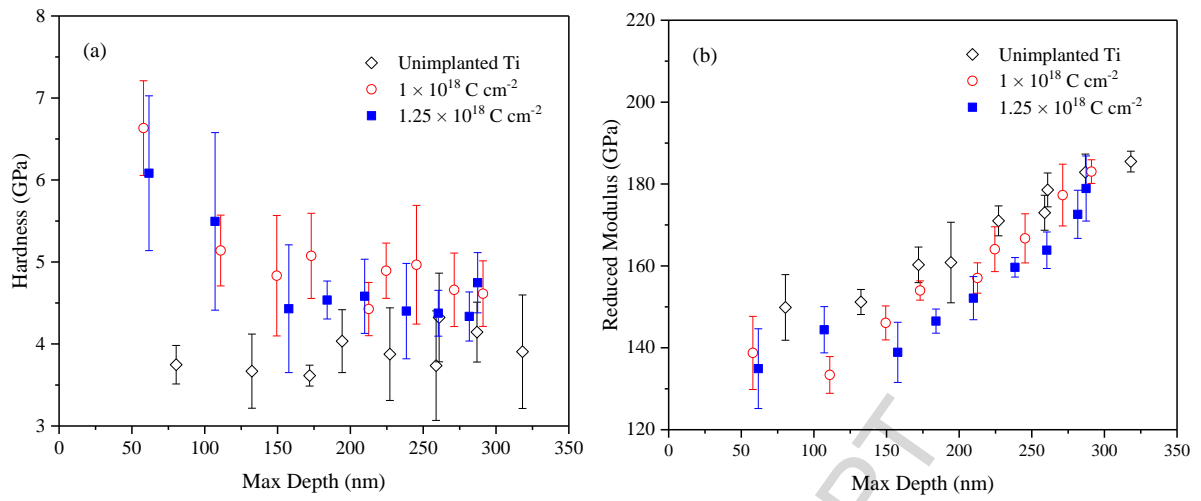 (a)
Unimplanted Ti
1 × 10¹⁸ C cm⁻²
1.25 × 10¹⁸ C cm⁻²
Hardness (GPa)
8
7
6
5
4
3
0 50 100 150 200 250 300 350
Max Depth (nm)
(b)
Unimplanted Ti
1 × 10¹⁸ C cm⁻²
1.25 × 10¹⁸ C cm⁻²
Reduced Modulus (GPa)
220
200
180
160
140
120
0 50 100 150 200 250 300 350
Max Depth (nm)
PT